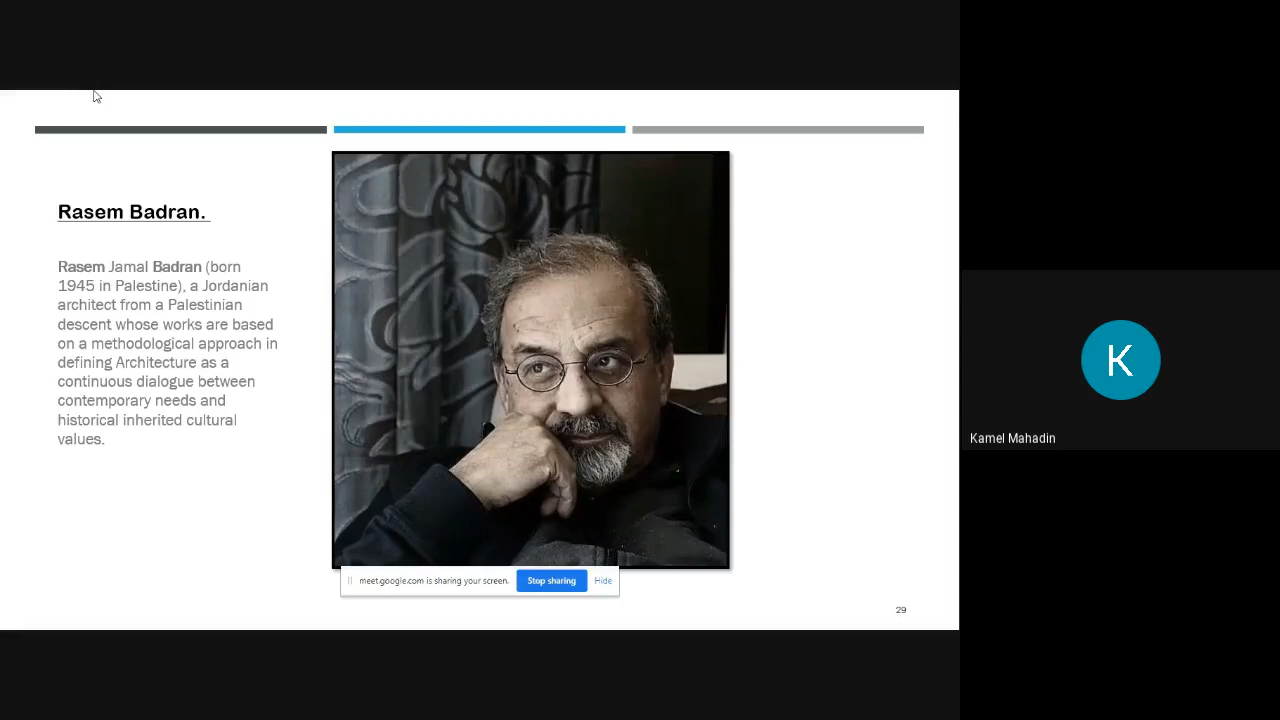 Rasem Badran.
Rasem Jamal Badran (born
1945 in Palestine), a Jordanian
architect from a Palestinian
descent whose works are based
on a methodological approach in
defining Architecture as a
continuous dialogue between
contemporary needs and
historical inherited cultural
values.
meet.google.com is sharing your screen. Stop sharing Hide
29
K
Kamel Mahadin